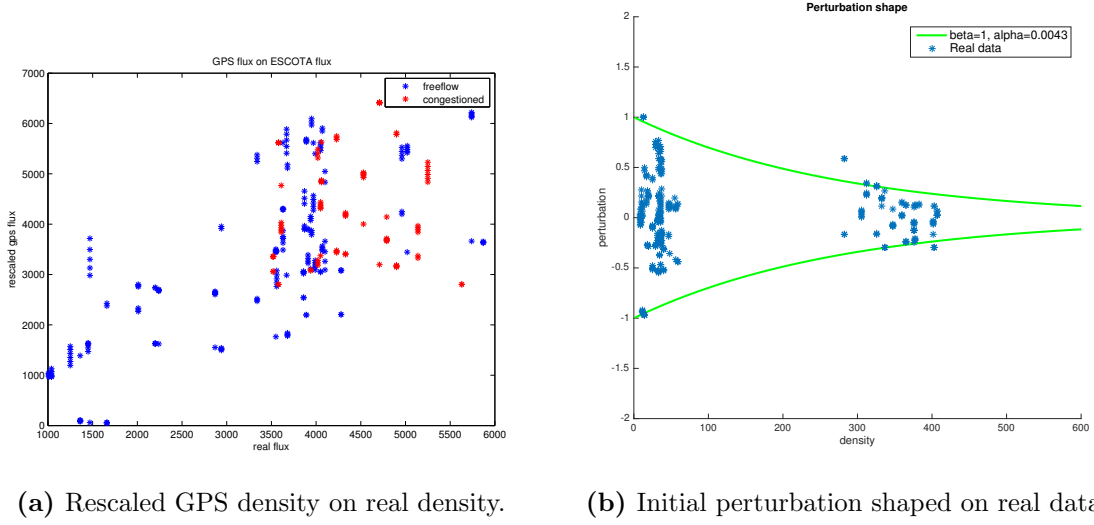 GPS flux on ESCOTA flux
7000
6000
5000
4000
3000
2000
1000
0
rescaled gps flux
freeflow
congestioned
1000 1500 2000 2500 3000 3500 4000 4500 5000 5500 6000
real flux
(a) Rescaled GPS density on real density.
Perturbation shape
2
1.5
1
0.5
0
-0.5
-1
-1.5
-2
perturbation
beta=1, alpha=0.0043
Real data
0 100 200 300 400 500 600
density
(b) Initial perturbation shaped on real data